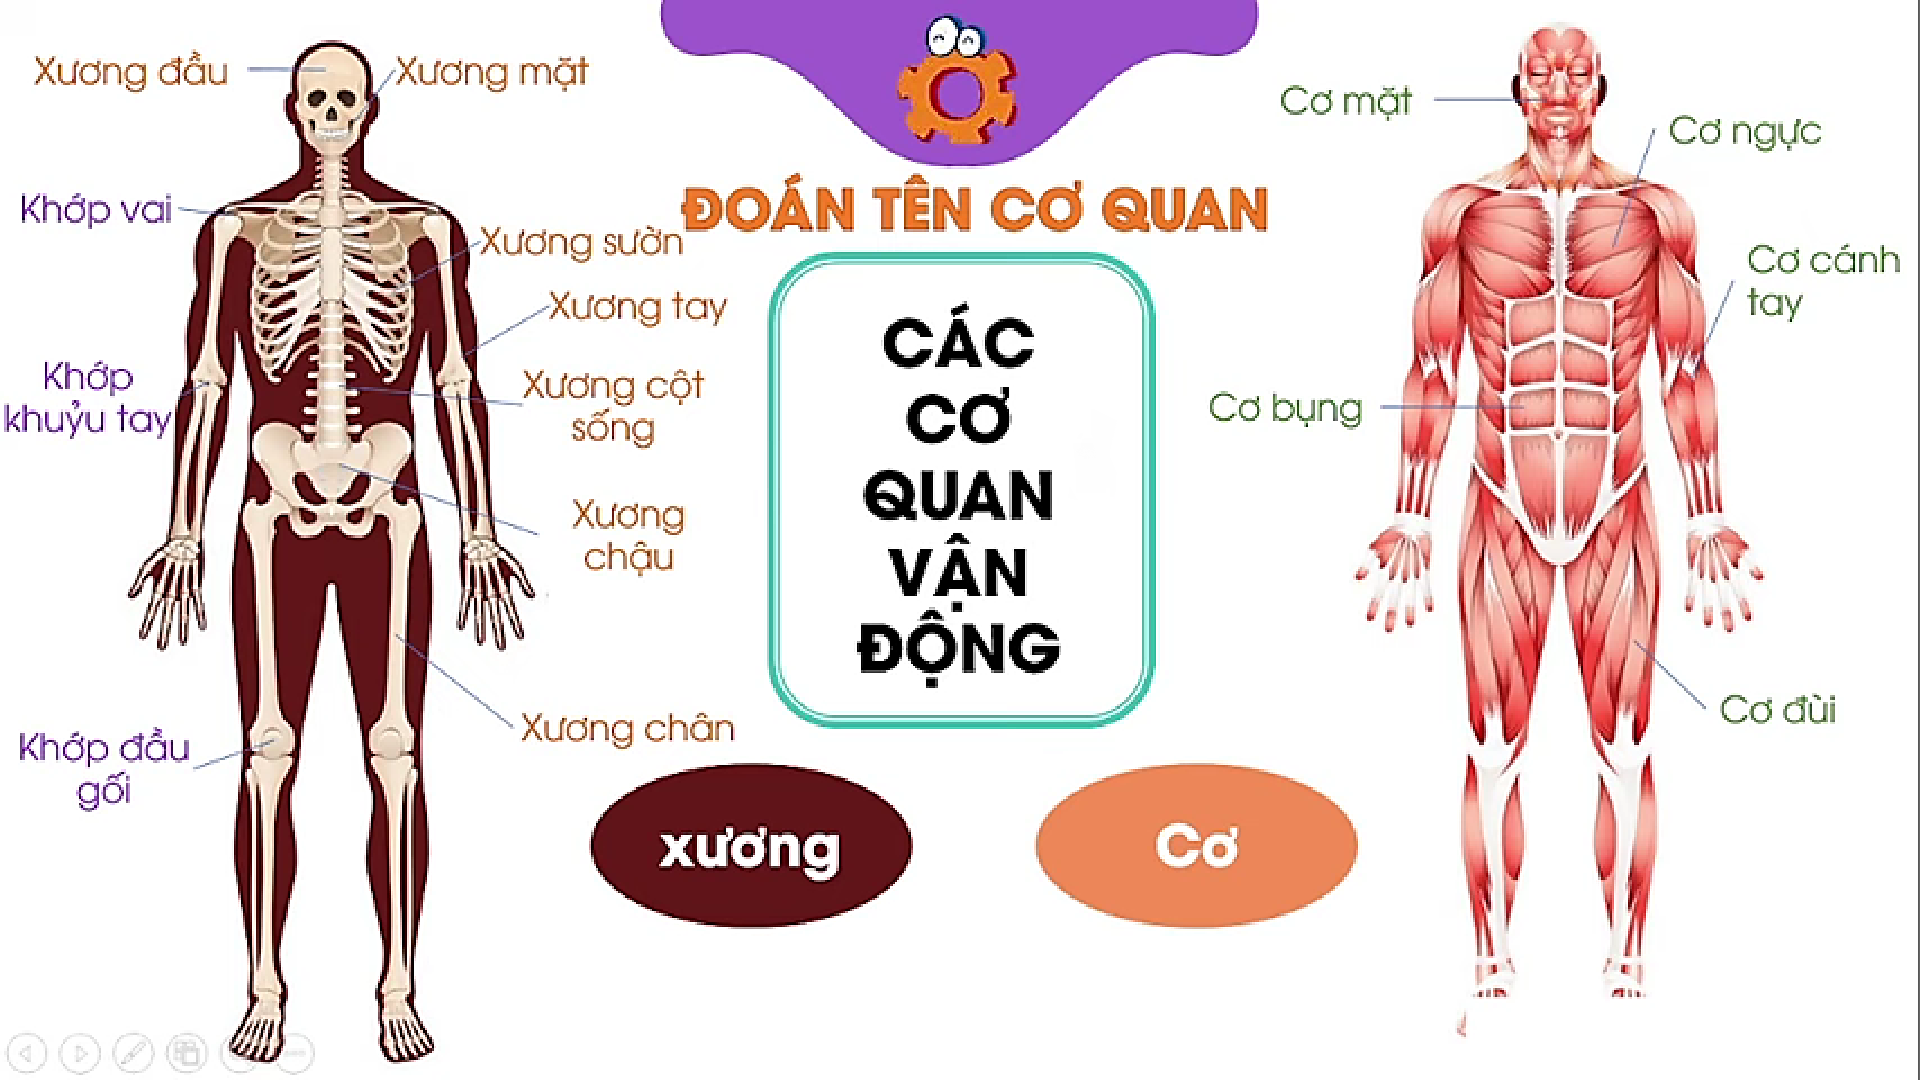 Xương đầu
Xương mặt
Khớp vai
Xương sườn
Xương tay
Khớp
khuỷu tay
Xương cột
sống
Xương
chậu
Xương chân
Khớp đầu
gối
ĐOÁN TÊN CƠ QUAN
CÁC
CƠ
QUAN
VẬN
ĐỘNG
xương
Cơ
Cơ mặt
Cơ ngực
Cơ cánh
tay
Cơ bụng
Cơ đùi